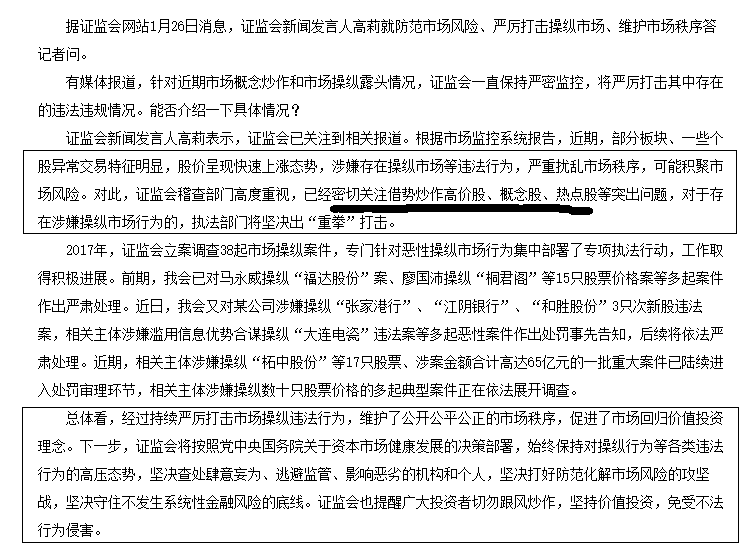 据证监会网站1月26日消息，证监会新闻发言人高莉就防范市场风险、严厉打击操纵市场、维护市场秩序答
记者问。
有媒体报道，针对近期市场概念炒作和市场操纵露头情况，证监会一直保持严密监控，将严厉打击其中存在
的违法违规情况。能否介绍一下具体情况？
证监会新闻发言人高莉表示，证监会已关注到相关报道。根据市场监控系统报告，近期，部分板块、一些个
股异常交易特征明显，股价呈现快速上涨态势，涉嫌存在操纵市场等违法行为，严重扰乱市场秩序，可能积聚市
场风险。对此，证监会稽查部门高度重视，已经密切关注借势炒作高价股、概念股、热点股等突出问题，对于存
在涉嫌操纵市场行为的，执法部门将坚决出“重拳”打击。
2017年，证监会立案调查38起市场操纵案件，专门针对恶性操纵市场行为集中部署了专项执法行动，工作取
得积极进展。前期，我会已对马永威操纵“福达股份”案、廖国沛操纵“桐君阁”等15只股票价格案等多起案件
作出严肃处理。近日，我会又对某公司涉嫌操纵“张家港行”、“江阴银行”、“和胜股份”3只次新股违法
案，相关主体涉嫌滥用信息优势合谋操纵“大连电瓷”违法案等多起恶性案件作出处罚事先告知，后续将依法严
肃处理。近期，相关主体涉嫌操纵“柘中股份”等17只股票、涉案金额合计高达65亿元的一批重大案件已陆续进
入处罚审理环节，相关主体涉嫌操纵数十只股票价格的多起典型案件正在依法展开调查。
总体看，经过持续严厉打击市场操纵违法行为，维护了公开公平公正的市场秩序，促进了市场回归价值投资
理念。下一步，证监会将按照党中央国务院关于资本市场健康发展的决策部署，始终保持对操纵行为等各类违法
行为的高压态势，坚决查处肆意妄为、逃避监管、影响恶劣的机构和个人，坚决打好防范化解市场风险的攻坚
战，坚决守住不发生系统性金融风险的底线。证监会也提醒广大投资者切勿跟风炒作，坚持价值投资，免受不法
行为侵害。